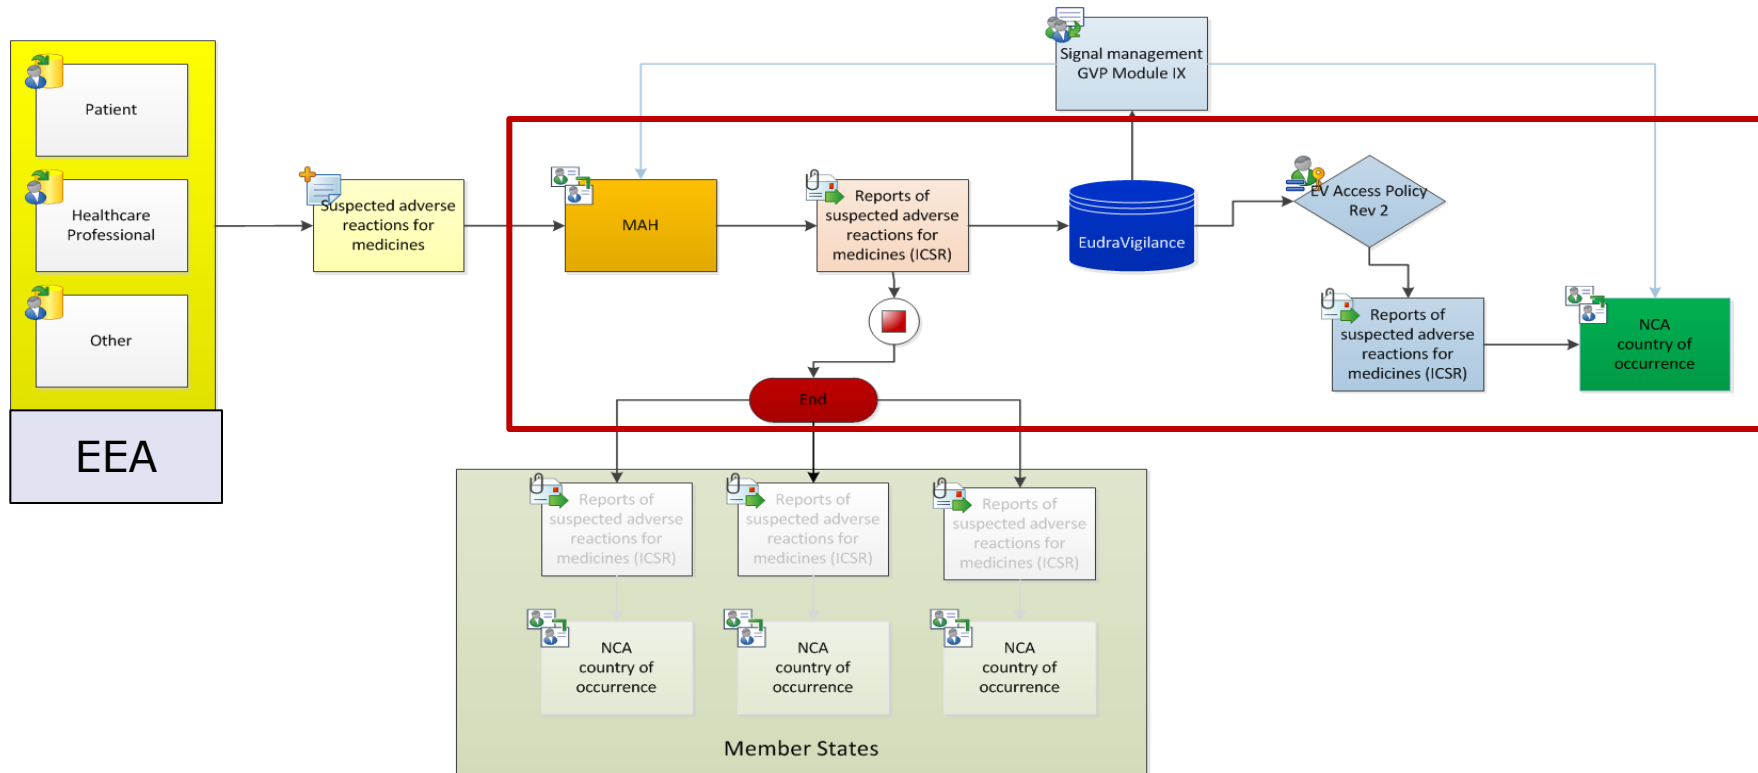 Signal management
GVP Module IX
Patient
Healthcare
Professional
Other
EEA
Suspected adverse
reactions for
medicines
MAH
Reports of
suspected adverse
reactions for
medicines (ICSR)
EudraVigilance
EV Access Policy
Rev 2
Reports of
suspected adverse
reactions for
medicines (ICSR)
NCA
country of
occurrence
End
Reports of
suspected adverse
reactions for
medicines (ICSR)
Reports of
suspected adverse
reactions for
medicines (ICSR)
Reports of
suspected adverse
reactions for
medicines (ICSR)
NCA
country of
occurrence
NCA
country of
occurrence
NCA
country of
occurrence
Member States